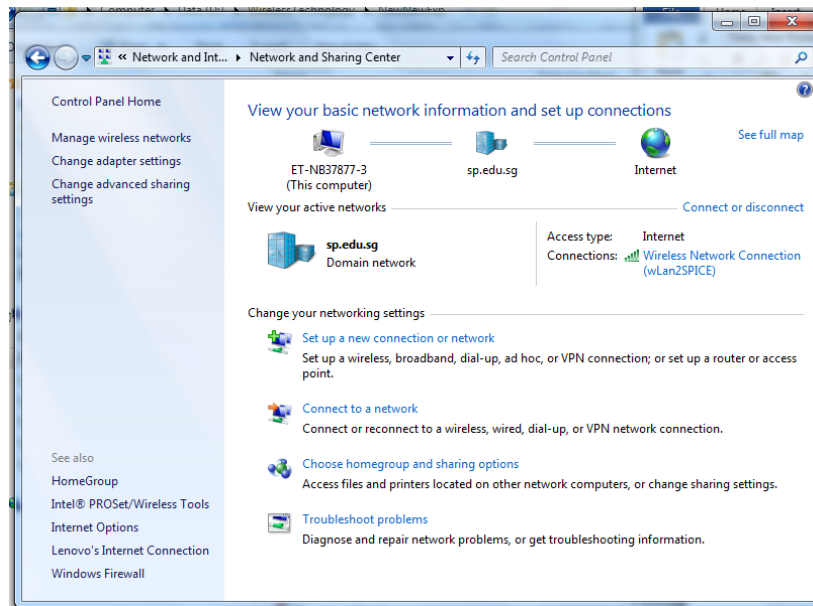 Computer ▸ Data (D:) ▸ WirelessTechnology ▸ NewNewExp
File Home Insert
« Network and Int... ▸ Network and Sharing Center
Search Control Panel
Control Panel Home
Manage wireless networks
Change adapter settings
Change advanced sharing
settings
View your basic network information and set up connections
See full map
ET-NB37877-3
(This computer)
sp.edu.sg
Internet
View your active networks
Connect or disconnect
sp.edu.sg
Domain network
Access type: Internet
Connections: Wireless Network Connection
(wLan2SPICE)
Change your networking settings
Set up a new connection or network
Set up a wireless, broadband, dial-up, ad hoc, or VPN connection; or set up a router or access
point.
Connect to a network
Connect or reconnect to a wireless, wired, dial-up, or VPN network connection.
Choose homegroup and sharing options
Access files and printers located on other network computers, or change sharing settings.
Troubleshoot problems
Diagnose and repair network problems, or get troubleshooting information.
See also
HomeGroup
Intel® PROSet/Wireless Tools
Internet Options
Lenovo's Internet Connection
Windows Firewall